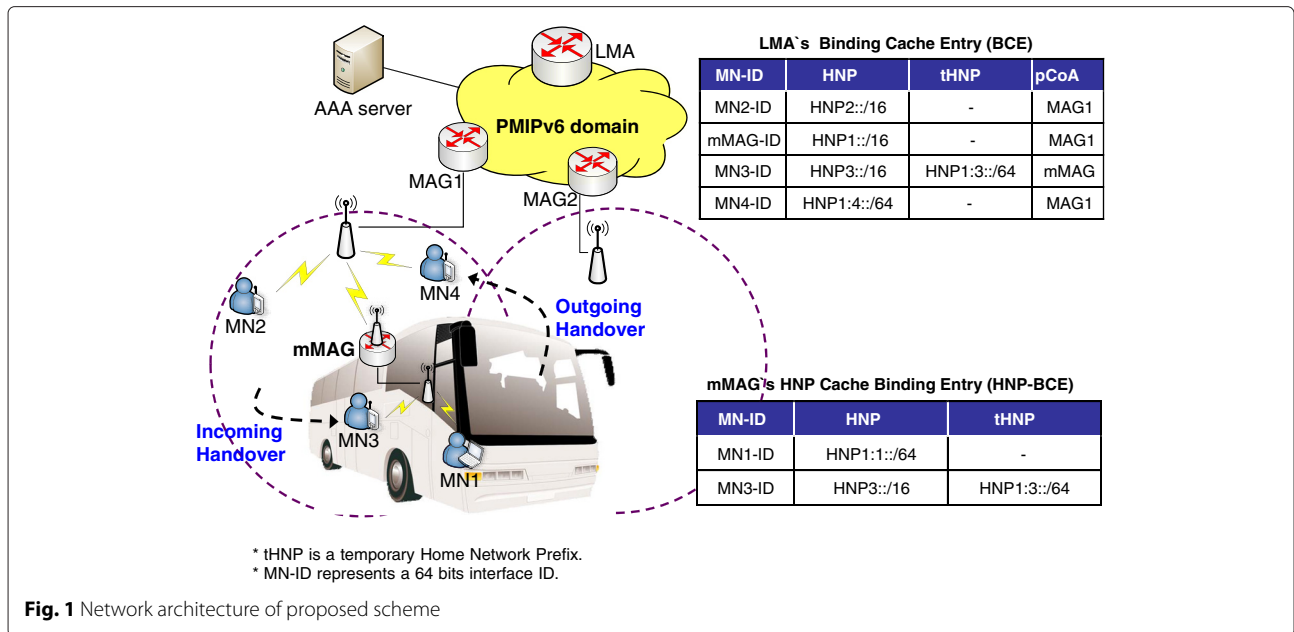 LMA
AAA server
PMIPv6 domain
MAG1
MAG2
MN4
MN2
Outgoing
Handover
mMAG
Incoming
Handover
MN3
MN1
LMA`s Binding Cache Entry (BCE)
MN-ID HNP tHNP pCoA
MN2-ID HNP2::/16 - MAG1
mMAG-ID HNP1::/16 - MAG1
MN3-ID HNP3::/16 HNP1:3::/64 mMAG
MN4-ID HNP1:4::/64 - MAG1
mMAG`s HNP Cache Binding Entry (HNP-BCE)
MN-ID HNP tHNP
MN1-ID HNP1:1::/64 -
MN3-ID HNP3::/16 HNP1:3::/64
* tHNP is a temporary Home Network Prefix.
* MN-ID represents a 64 bits interface ID.
Fig. 1 Network architecture of proposed scheme